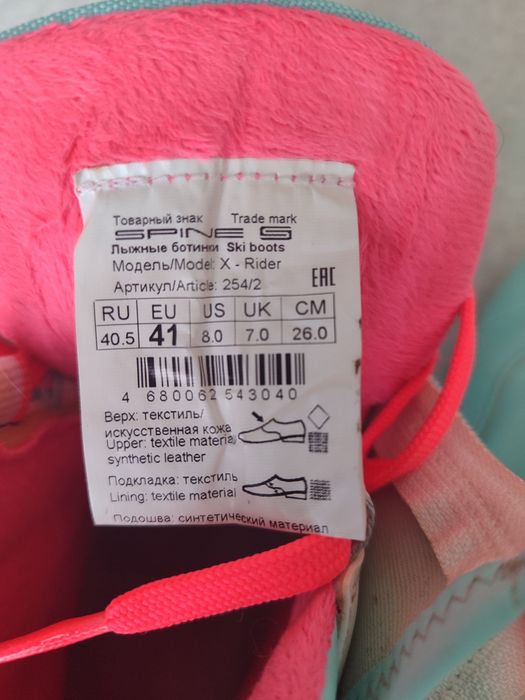 Товарный знак Trade mark
SPINE S
Лыжные ботинки Ski boots
Модель/Model: X - Rider
Артикул/Article: 254/2 EAC
RU EU US UK CM
40.5 41 8.0 7.0 26.0
4 680062 543040
Верх: текстиль/
искусственная кожа
Upper: textile material/
synthetic leather
Подкладка: текстиль
Lining: textile material
Подошва: синтетический материал